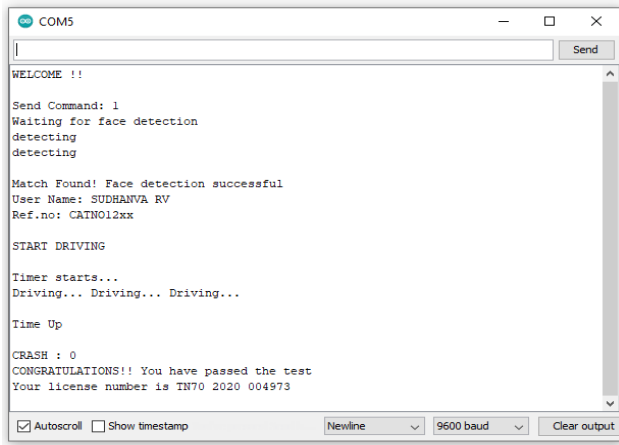 COM5
Send
WELCOME !!
Send Command: 1
Waiting for face detection
detecting
detecting
Match Found! Face detection successful
User Name: SUDHANVA RV
Ref.no: CATNO12xx
START DRIVING
Timer starts...
Driving... Driving... Driving...
Time Up
CRASH : 0
CONGRATULATIONS!! You have passed the test
Your license number is TN70 2020 004973
Autoscroll Show timestamp Newline 9600 baud Clear output